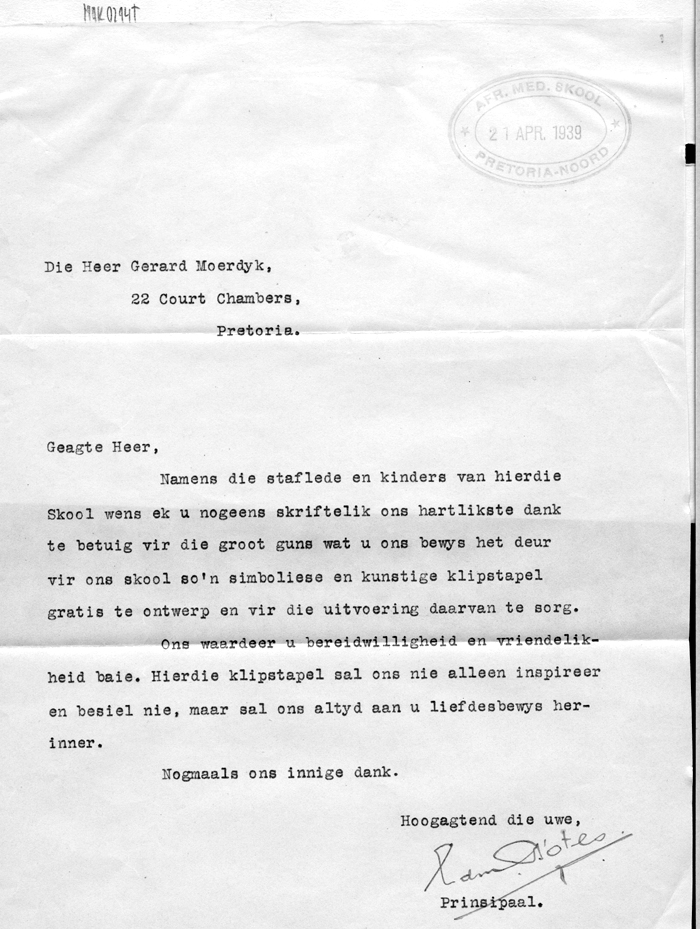 MAK0214T
AFR. MED. SKOOL
* 21 APR. 1939 *
PRETORIA-NOORD
Die Heer Gerard Moerdyk,
22 Court Chambers,
Pretoria.
Geagte Heer,
Namens die staflede en kinders van hierdie
Skool wens ek u nogeens skriftelik ons hartlikste dank
te betuig vir die groot guns wat u ons bewys het deur
vir ons skool so'n simboliese en kunstige klipstapel
gratis te ontwerp en vir die uitvoering daarvan te sorg.
Ons waardeer u bereidwilligheid en vriendelik-
heid baie. Hierdie klipstapel sal ons nie alleen inspireer
en besiel nie, maar sal ons altyd aan u liefdesbewys her-
inner.
Nogmaals ons innige dank.
Hoogagtend die uwe,
Prinsipaal.